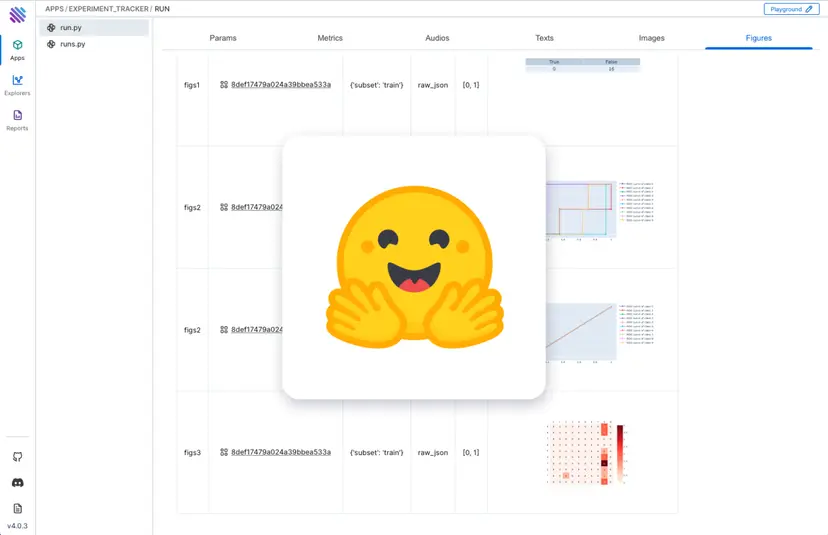 APPS / EXPERIMENT_TRACKER / RUN
Playground
run.py
runs.py
Apps
Explorers
Reports
Params Metrics Audios Texts Images Figures
True False
0 16
figs1 8def17479a024a39bbea533a {'subset': 'train'} raw_json [0, 1]
figs2 8def17479a024
figs2 8def17479a024
figs3 8def17479a024a39bbea533a {'subset': 'train'} raw_json [0, 1]
v4.0.3